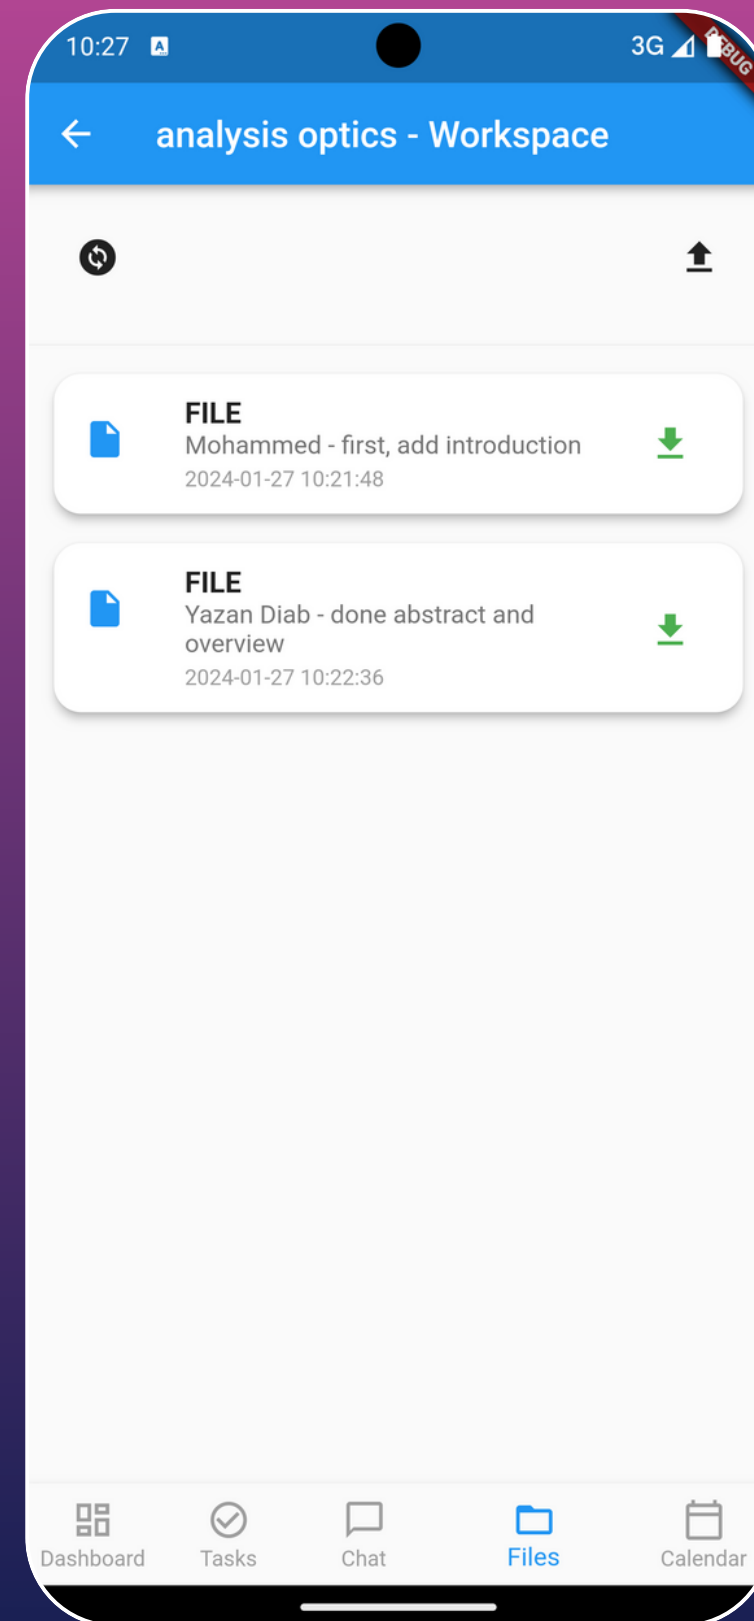 10:27 A 3G
DEBUG
analysis optics - Workspace
FILE
Mohammed - first, add introduction
2024-01-27 10:21:48
FILE
Yazan Diab - done abstract and
overview
2024-01-27 10:22:36
Dashboard Tasks Chat Files Calendar